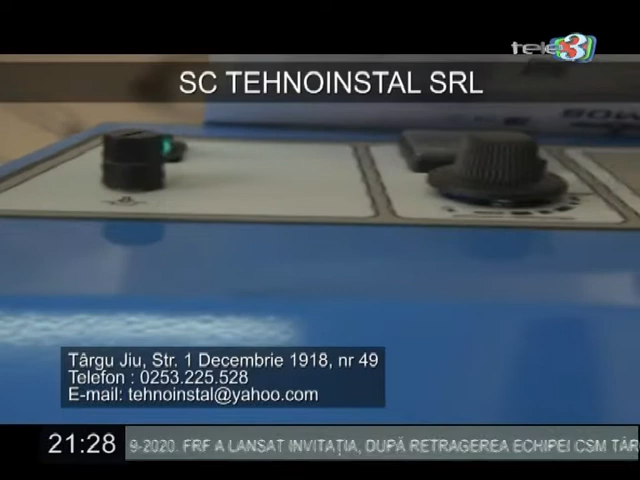 tele3
SC TEHNOINSTAL SRL
Târgu Jiu, Str. 1 Decembrie 1918, nr 49
Telefon : 0253.225.528
E-mail: tehnoinstal@yahoo.com
21:28
9-2020. FRF A LANSAT INVITAŢIA, DUPĂ RETRAGEREA ECHIPEI CSM TÂR